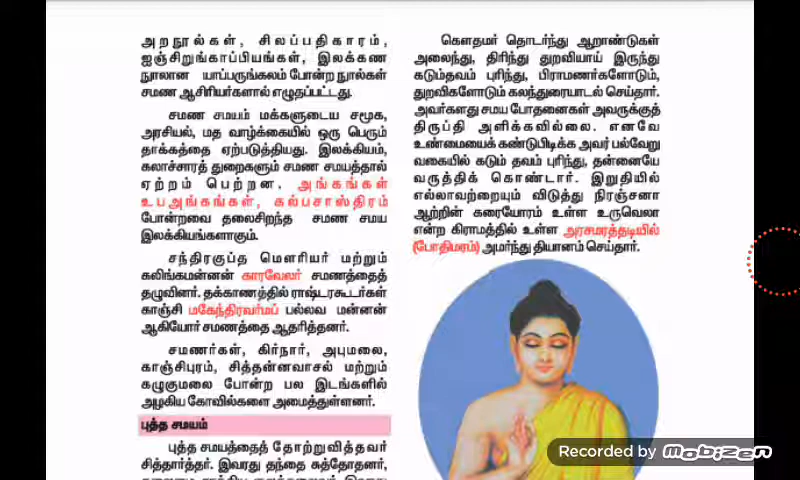 அறநூல்கள், சிலப்பதிகாரம்,
ஐஞ்சிறுங்காப்பியங்கள், இலக்கண
நூலான யாப்பருங்கலம் போன்ற நூல்கள்
சமண ஆசிரியர்களால் எழுதப்பட்டது.
சமண சமயம் மக்களுடைய சமூக,
அரசியல், மத வாழ்க்கையில் ஒரு பெரும்
தாக்கத்தை ஏற்படுத்தியது. இலக்கியம்,
கலாச்சாரத் துறைகளும் சமண சமயத்தால்
ஏற்றம் பெற்றன. அங்கங்கள்
உபஅங்கங்கள், கல்பசாஸ்திரம்
போன்றவை தலைசிறந்த சமண சமய
இலக்கியங்களாகும்.
சந்திரகுப்த மௌரியர் மற்றும்
கலிங்கமன்னன் காரவேலர் சமணத்தைத்
தழுவினர். தக்காணத்தில் ராஷ்டரகூடர்கள்
காஞ்சி மகேந்திரவர்மப் பல்லவ மன்னன்
ஆகியோர் சமணத்தை ஆதரித்தனர்.
சமணர்கள், கிர்நார், அபுமலை,
காஞ்சிபுரம், சித்தன்னவாசல் மற்றும்
கழுகுமலை போன்ற பல இடங்களில்
அழகிய கோவில்களை அமைத்துள்ளனர்.
புத்த சமயம்
புத்த சமயத்தைத் தோற்றுவித்தவர்
சித்தார்த்தர். இவரது தந்தை சுத்தோதனர்,
கௌதமர் தொடர்ந்து ஆறாண்டுகள்
அலைந்து, திரிந்து துறவியாய் இருந்து
கடும்தவம் புரிந்து, பிராமணர்களோடும்,
துறவிகளோடும் கலந்துரையாடல் செய்தார்.
அவர்களது சமய போதனைகள் அவருக்குத்
திருப்தி அளிக்கவில்லை. எனவே
உண்மையைக் கண்டுபிடிக்க அவர் பல்வேறு
வகையில் கடும் தவம் புரிந்து, தன்னையே
வருத்திக் கொண்டார். இறுதியில்
எல்லாவற்றையும் விடுத்து நிரஞ்சனா
ஆற்றின் கரையோரம் உள்ள உருவெலா
என்ற கிராமத்தில் உள்ள அரசமரத்தடியில்
(போதிமரம்) அமர்ந்து தியானம் செய்தார்.
Recorded by mobizen